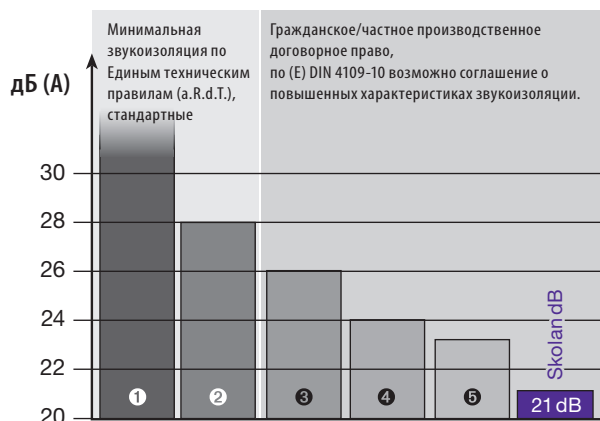 Минимальная
звукоизоляция по
Единым техническим
правилам (a.R.d.T.),
стандартные
Гражданское/частное производственное
договорное право,
по (E) DIN 4109-10 возможно соглашение о
повышенных характеристиках звукоизоляции.
дБ (А)
30
28
26
24
22
20
❶
❷
❸
❹
❺
Skolan dB
21 dB